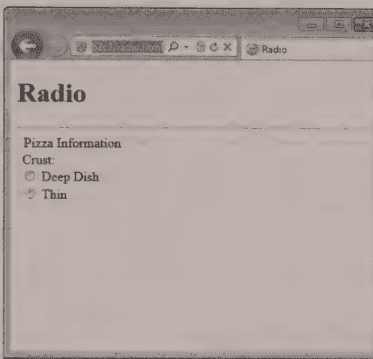 Radio
Radio
Pizza Information
Crust:
Deep Dish
Thin